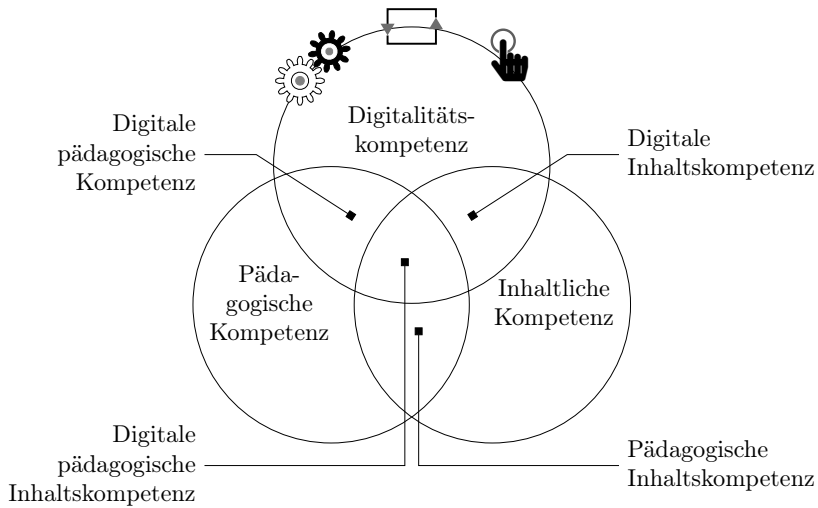 Digitalitäts-
kompetenz
Digitale
pädagogische
Kompetenz
Digitale
Inhaltskompetenz
Päda-
gogische
Kompetenz
Inhaltliche
Kompetenz
Digitale
pädagogische
Inhaltskompetenz
Pädagogische
Inhaltskompetenz